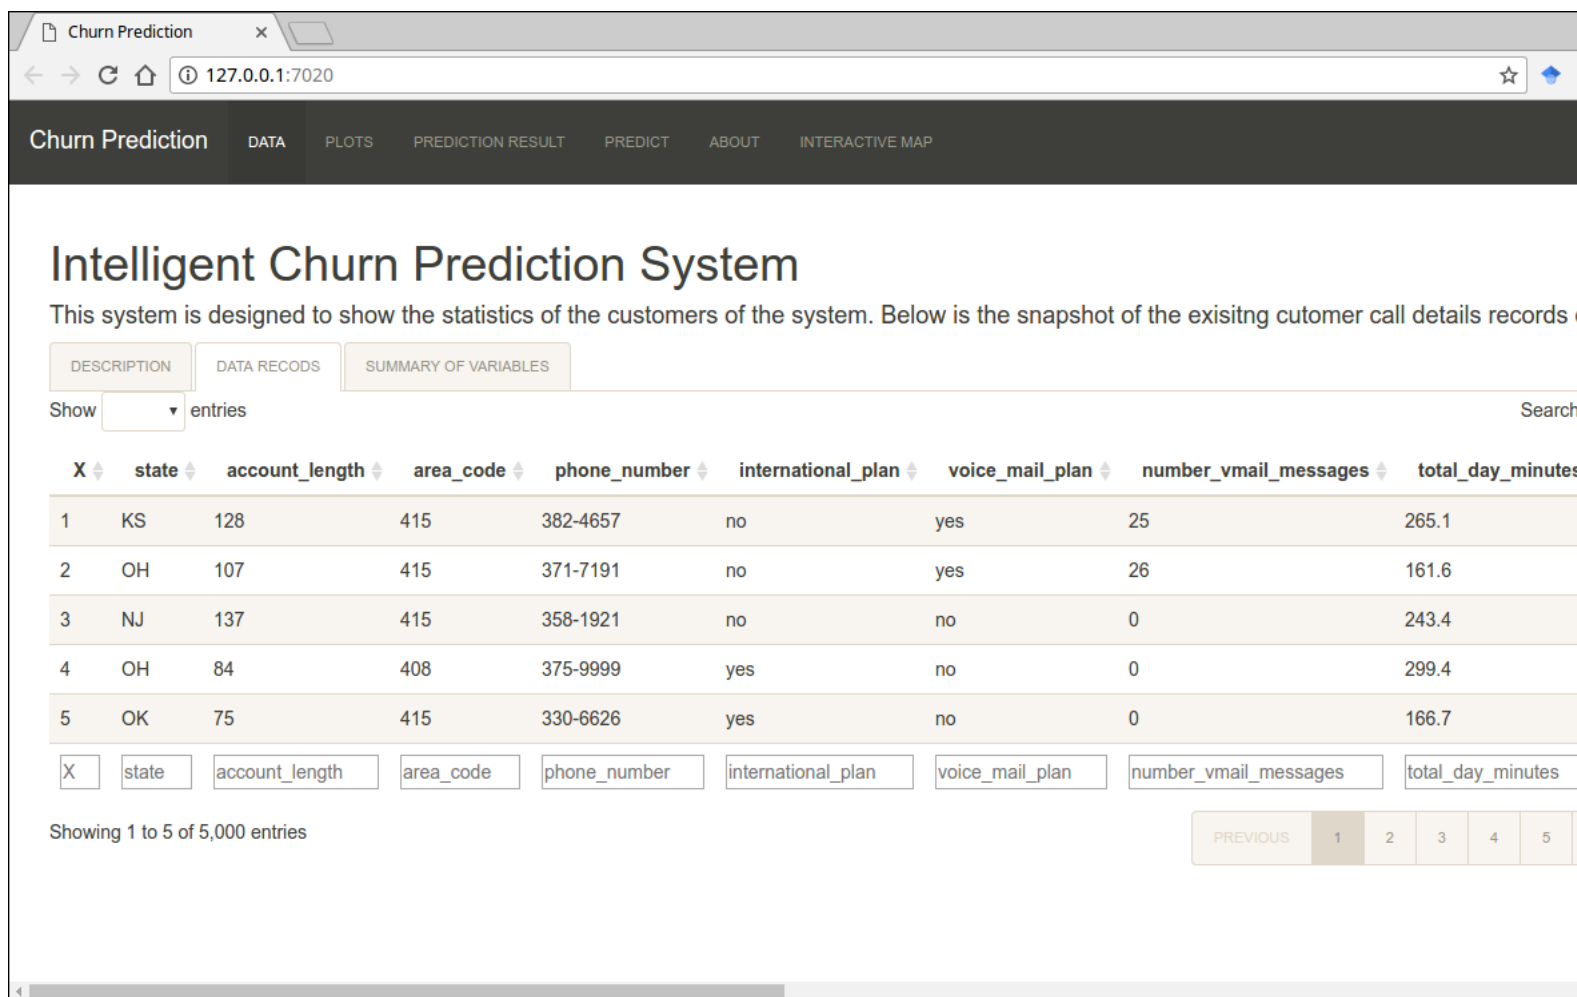 Churn Prediction
127.0.0.1:7020
Churn Prediction DATA PLOTS PREDICTION RESULT PREDICT ABOUT INTERACTIVE MAP
Intelligent Churn Prediction System
This system is designed to show the statistics of the customers of the system. Below is the snapshot of the exisitng cutomer call details records
DESCRIPTION DATA RECODS SUMMARY OF VARIABLES
Show entries Search
X state account_length area_code phone_number international_plan voice_mail_plan number_vmail_messages total_day_minutes
1 KS 128 415 382-4657 no yes 25 265.1
2 OH 107 415 371-7191 no yes 26 161.6
3 NJ 137 415 358-1921 no no 0 243.4
4 OH 84 408 375-9999 yes no 0 299.4
5 OK 75 415 330-6626 yes no 0 166.7
X state account_length area_code phone_number international_plan voice_mail_plan number_vmail_messages total_day_minutes
Showing 1 to 5 of 5,000 entries PREVIOUS 1 2 3 4 5